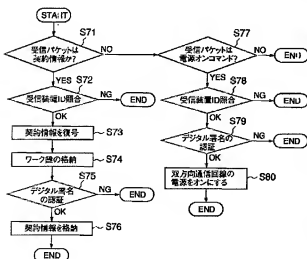 START
S71
受信パケットは
契約情報か?
NO
YES
S72
受信装置ID照合
NG
END
OK
契約情報を復号
S73
ワーク鍵の格納
S74
S75
デジタル署名
の認証
NG
END
OK
契約情報を格納
S76
END
S77
受信パケットは
電源オンコマンド?
NO
END
YES
S78
受信装置ID照合
NG
END
OK
S79
デジタル署名の
認証
NG
END
OK
双方向通信回線の
電源をオンにする
S80
END